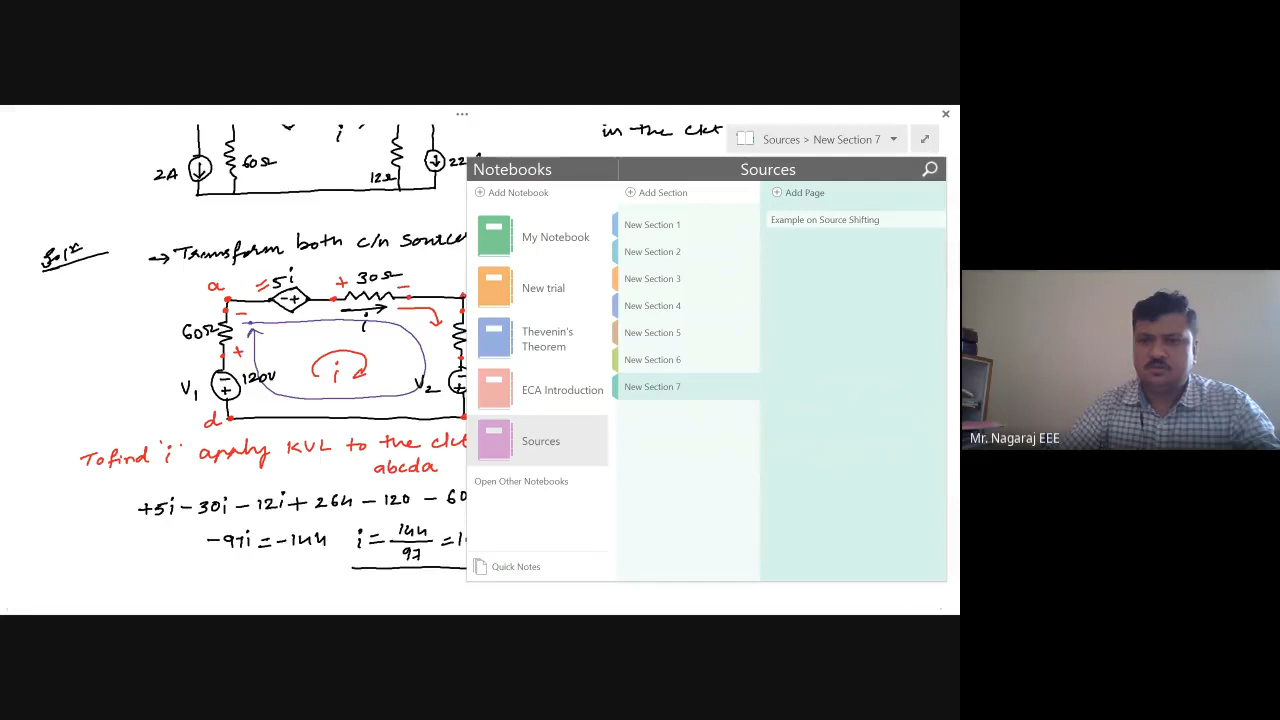 in the ckt
Sources > New Section 7
i
2A
60Ω
12Ω
Notebooks
Sources
Add Notebook
Add Section
Add Page
My Notebook
New trial
Thevenin's
Theorem
ECA Introduction
Sources
Open Other Notebooks
Quick Notes
New Section 1
New Section 2
New Section 3
New Section 4
New Section 5
New Section 6
New Section 7
Example on Source Shifting
→ Transform both c/n Source
a
5i
+ 30Ω −
60Ω
i
V1
120V
i
V2
d
To find 'i' apply KVL to the ckt
abcda
+5i − 30i − 12i + 264 − 120 − 60
−97i = −144 i = 144/97 = 1
Mr. Nagaraj EEE